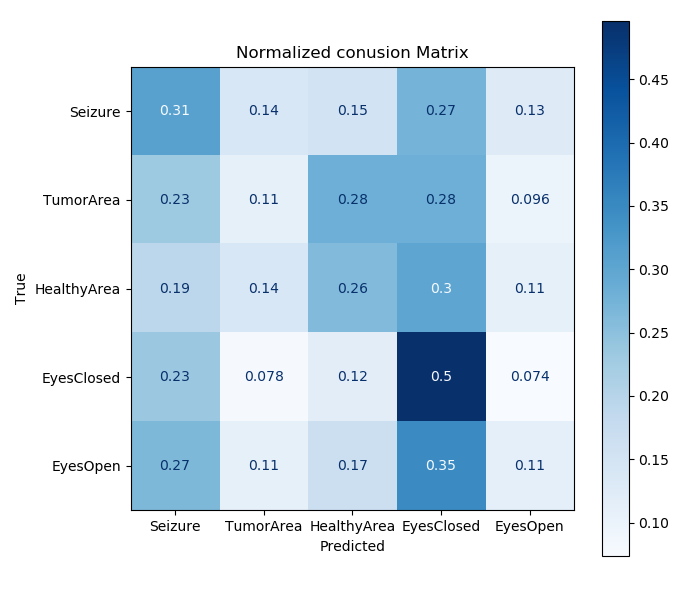 Normalized conusion Matrix
Seizure 0.31 0.14 0.15 0.27 0.13
TumorArea 0.23 0.11 0.28 0.28 0.096
HealthyArea 0.19 0.14 0.26 0.3 0.11
EyesClosed 0.23 0.078 0.12 0.5 0.074
EyesOpen 0.27 0.11 0.17 0.35 0.11
Seizure TumorArea HealthyArea EyesClosed EyesOpen
Predicted
True
0.45
0.40
0.35
0.30
0.25
0.20
0.15
0.10